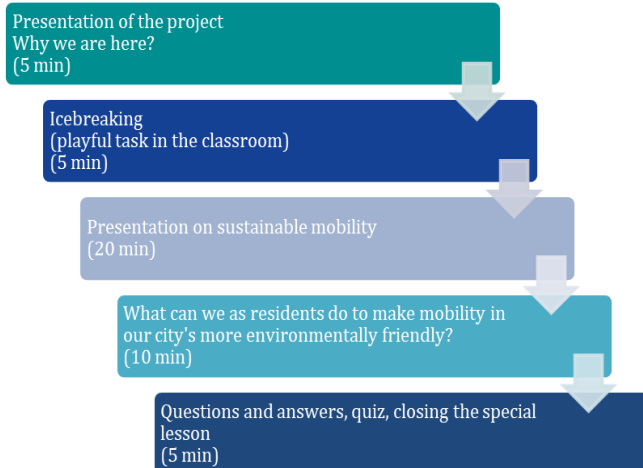 Presentation of the project
Why we are here?
(5 min)
Icebreaking
(playful task in the classroom)
(5 min)
Presentation on sustainable mobility
(20 min)
What can we as residents do to make mobility in
our city's more environmentally friendly?
(10 min)
Questions and answers, quiz, closing the special
lesson
(5 min)